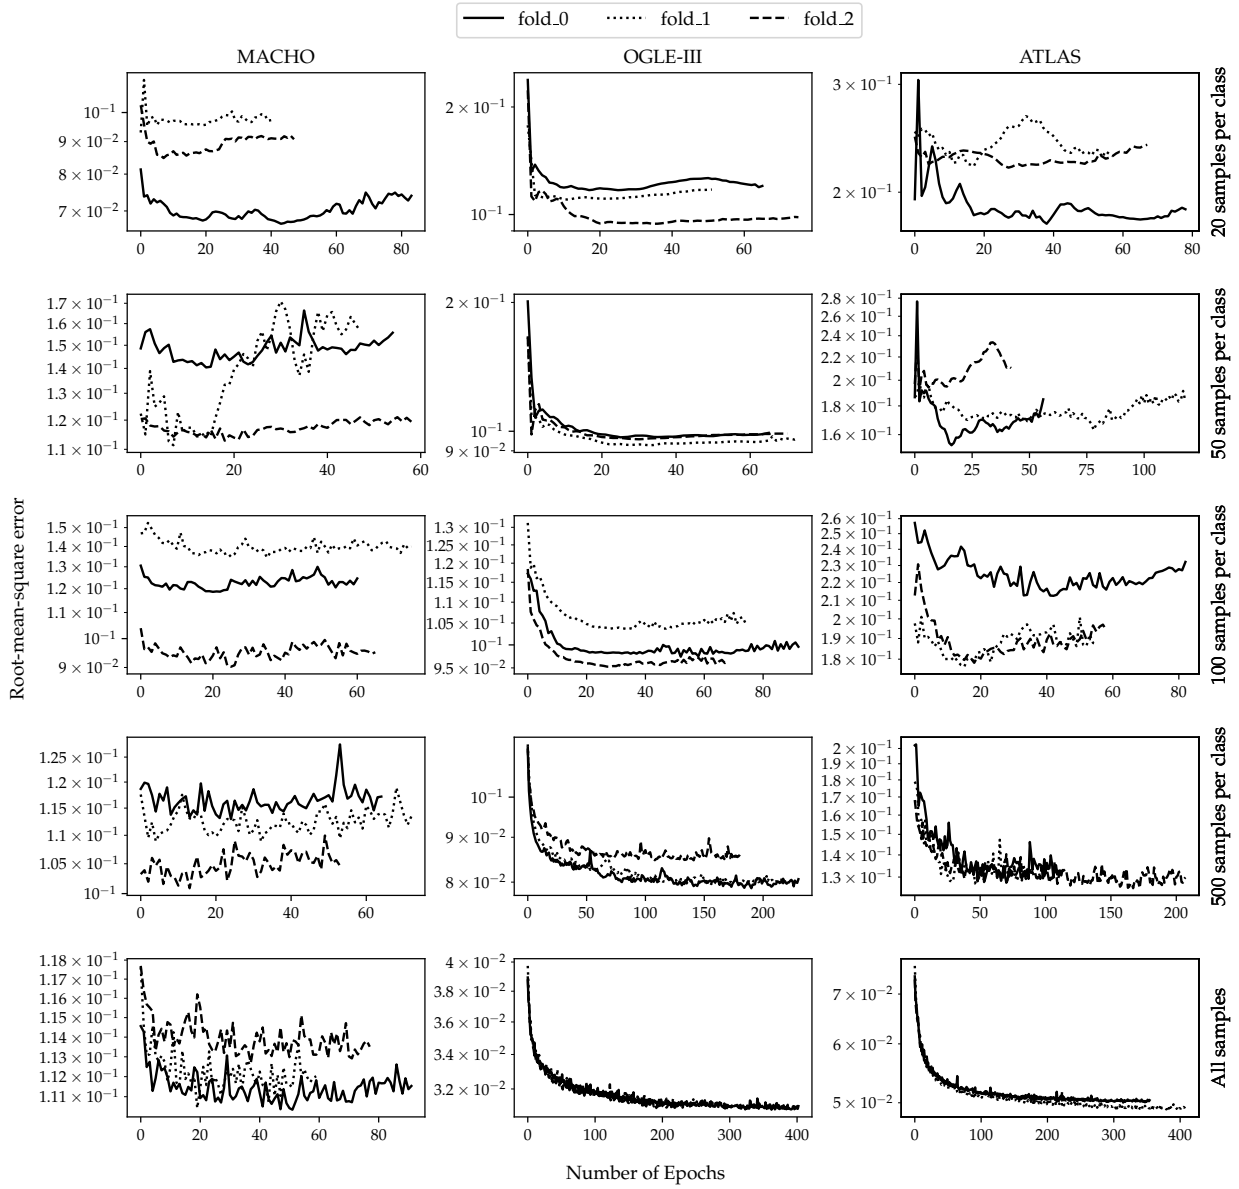 fold_0 fold_1 fold_2
MACHO OGLE-III ATLAS
10⁻¹
9 × 10⁻²
8 × 10⁻²
7 × 10⁻²
0 20 40 60 80
2 × 10⁻¹
10⁻¹
0 20 40 60
3 × 10⁻¹
2 × 10⁻¹
0 20 40 60 80
20 samples per class
1.7 × 10⁻¹
1.6 × 10⁻¹
1.5 × 10⁻¹
1.4 × 10⁻¹
1.3 × 10⁻¹
1.2 × 10⁻¹
1.1 × 10⁻¹
0 20 40 60
2 × 10⁻¹
10⁻¹
9 × 10⁻²
0 20 40 60
2.8 × 10⁻¹
2.6 × 10⁻¹
2.4 × 10⁻¹
2.2 × 10⁻¹
2 × 10⁻¹
1.8 × 10⁻¹
1.6 × 10⁻¹
0 25 50 75 100
50 samples per class
Root-mean-square error
1.5 × 10⁻¹
1.4 × 10⁻¹
1.3 × 10⁻¹
1.2 × 10⁻¹
1.1 × 10⁻¹
10⁻¹
9 × 10⁻²
0 20 40 60
1.3 × 10⁻¹
1.25 × 10⁻¹
1.2 × 10⁻¹
1.15 × 10⁻¹
1.1 × 10⁻¹
1.05 × 10⁻¹
10⁻¹
9.5 × 10⁻²
0 20 40 60 80
2.6 × 10⁻¹
2.5 × 10⁻¹
2.4 × 10⁻¹
2.3 × 10⁻¹
2.2 × 10⁻¹
2.1 × 10⁻¹
2 × 10⁻¹
1.9 × 10⁻¹
1.8 × 10⁻¹
0 20 40 60 80
100 samples per class
1.25 × 10⁻¹
1.2 × 10⁻¹
1.15 × 10⁻¹
1.1 × 10⁻¹
1.05 × 10⁻¹
10⁻¹
0 20 40 60
10⁻¹
9 × 10⁻²
8 × 10⁻²
0 50 100 150 200
2 × 10⁻¹
1.9 × 10⁻¹
1.8 × 10⁻¹
1.7 × 10⁻¹
1.6 × 10⁻¹
1.5 × 10⁻¹
1.4 × 10⁻¹
1.3 × 10⁻¹
0 50 100 150 200
500 samples per class
1.18 × 10⁻¹
1.17 × 10⁻¹
1.16 × 10⁻¹
1.15 × 10⁻¹
1.14 × 10⁻¹
1.13 × 10⁻¹
1.12 × 10⁻¹
1.11 × 10⁻¹
0 20 40 60 80
4 × 10⁻²
3.8 × 10⁻²
3.6 × 10⁻²
3.4 × 10⁻²
3.2 × 10⁻²
0 100 200 300 400
7 × 10⁻²
6 × 10⁻²
5 × 10⁻²
0 100 200 300 400
All samples
Number of Epochs